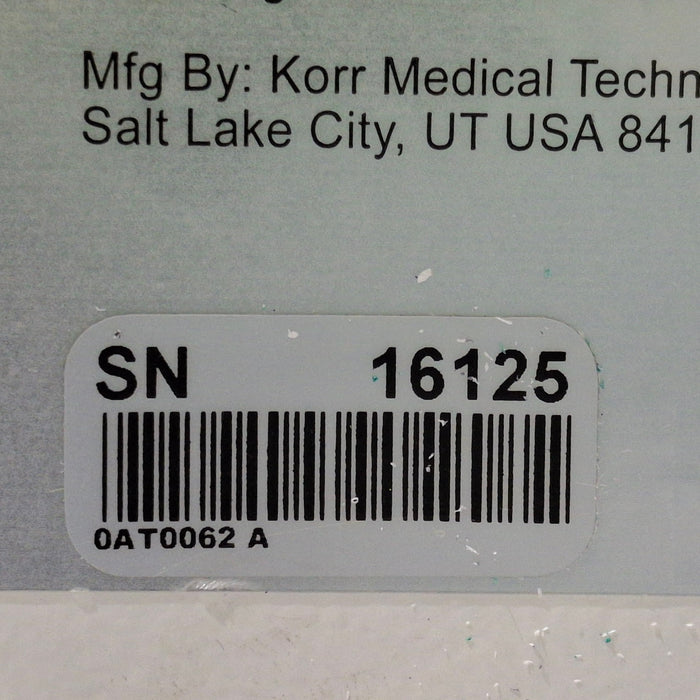 Mfg By: Korr Medical Techn
Salt Lake City, UT USA 841
SN 16125
0AT0062 A